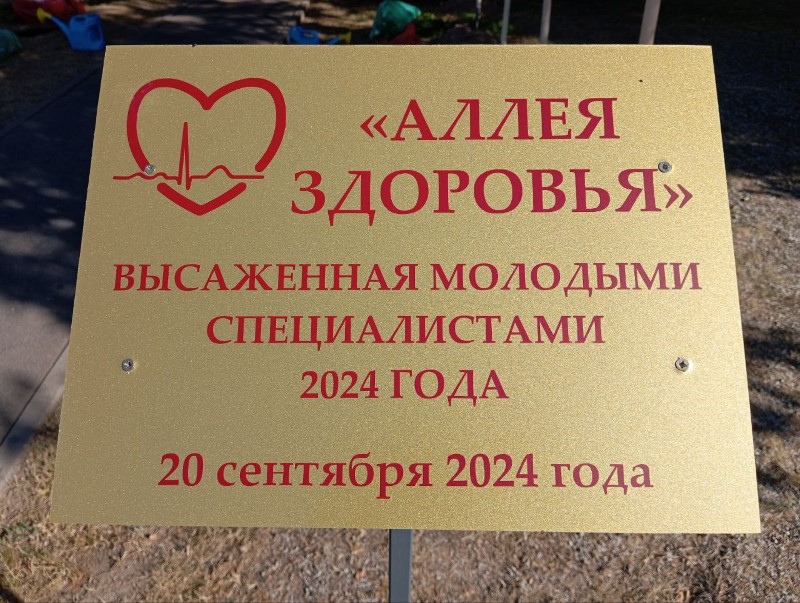 «АЛЛЕЯ
ЗДОРОВЬЯ»
ВЫСАЖЕННАЯ МОЛОДЫМИ
СПЕЦИАЛИСТАМИ
2024 ГОДА
20 сентября 2024 года